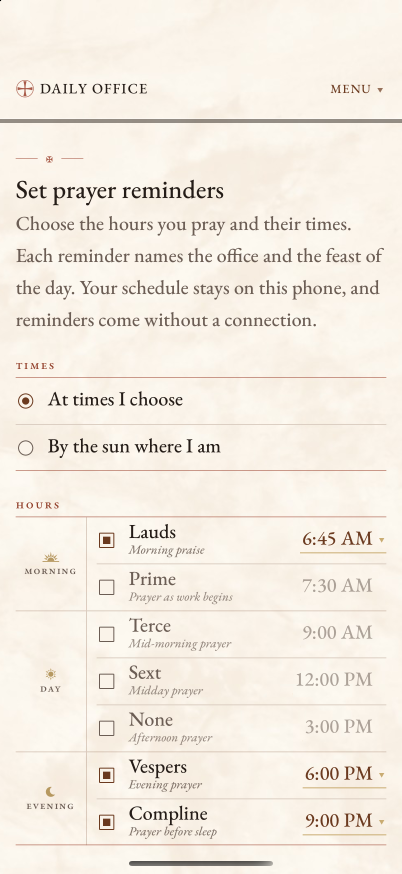 DAILY OFFICE
MENU
Set prayer reminders
Choose the hours you pray and their times.
Each reminder names the office and the feast of
the day. Your schedule stays on this phone, and
reminders come without a connection.
TIMES
At times I choose
By the sun where I am
HOURS
MORNING
Lauds
Morning praise
6:45 AM
Prime
Prayer as work begins
7:30 AM
DAY
Terce
Mid-morning prayer
9:00 AM
Sext
Midday prayer
12:00 PM
None
Afternoon prayer
3:00 PM
EVENING
Vespers
Evening prayer
6:00 PM
Compline
Prayer before sleep
9:00 PM